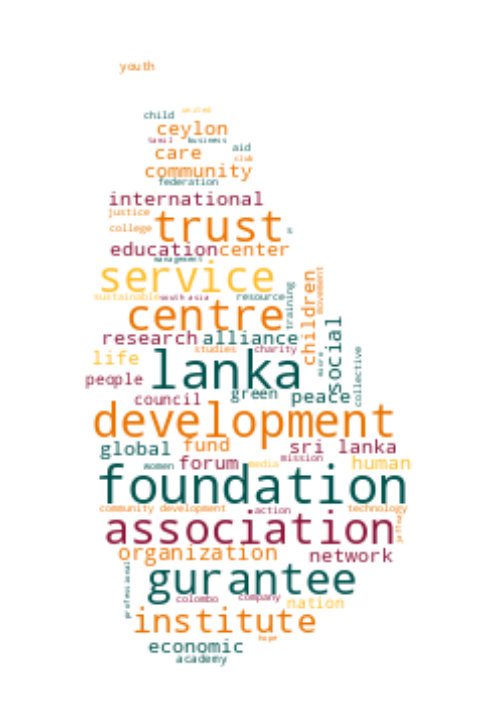 youth
united
child
ceylon
tamil business
care aid
club
community
federation
international
justice
trust
college
education center
management
service
sustainable south asia resource
children
movement
training
centre
research alliance
social
studies charity
life
lanka
people
green
peace
collective
council
development
global fund
sri lanka
mission
women forum media human
foundation
community development action technology
association
jaffna
organization network
gurantee
professional
colombo company nation
institute
hope
economic
academy